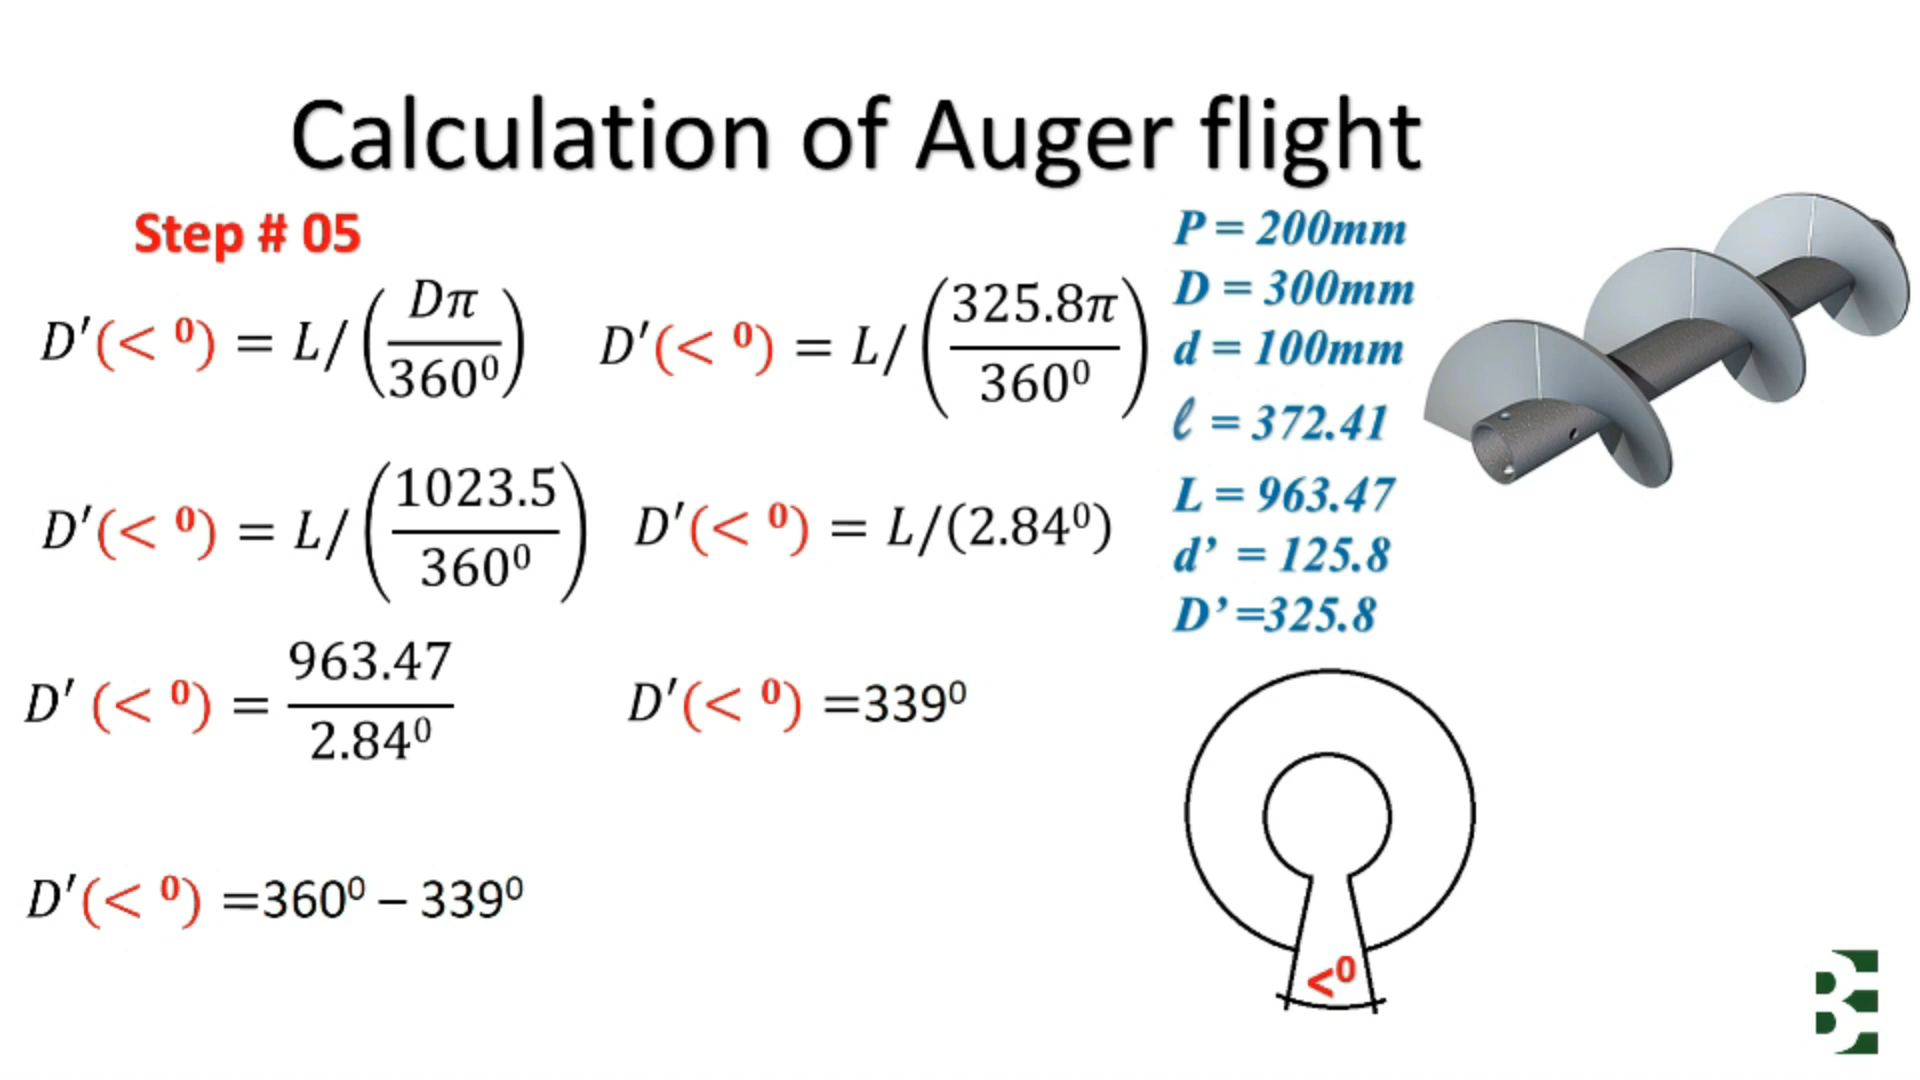 Calculation of Auger flight
Step # 05
D′(< ⁰) = L/(Dπ/360⁰)
D′(< ⁰) = L/(325.8π/360⁰)
D′(< ⁰) = L/(1023.5/360⁰)
D′(< ⁰) = L/(2.84⁰)
D′ (< ⁰) = 963.47/2.84⁰
D′(< ⁰) =339⁰
D′(< ⁰) =360⁰ – 339⁰
P = 200mm
D = 300mm
d = 100mm
ℓ = 372.41
L = 963.47
d’ = 125.8
D’ =325.8
<⁰
BE